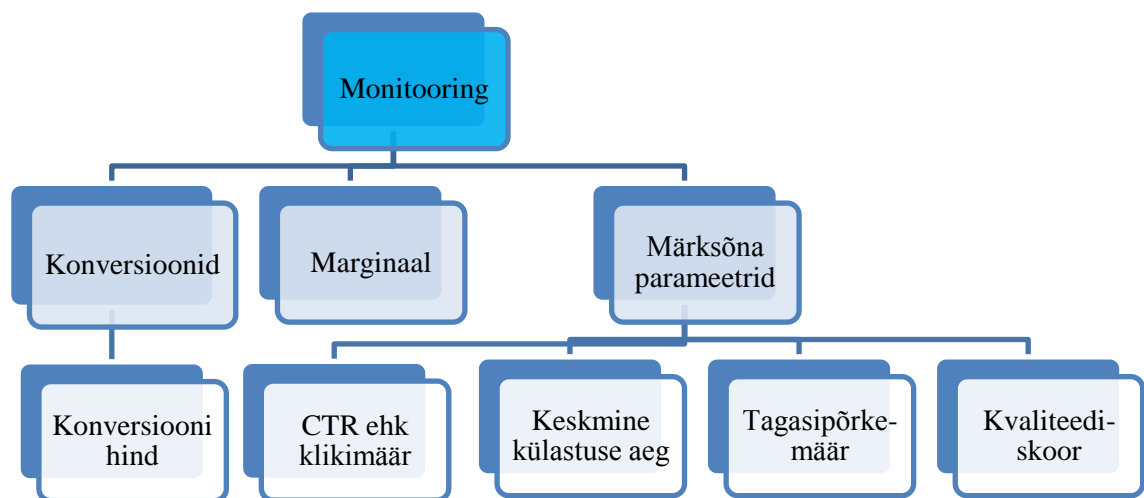 Monitooring
Konversioonid
Marginaal
Märksõna
parameetrid
Konversiooni
hind
CTR ehk
klikimäär
Keskmine
külastuse aeg
Tagasipõrke-
määr
Kvaliteedi-
skoor